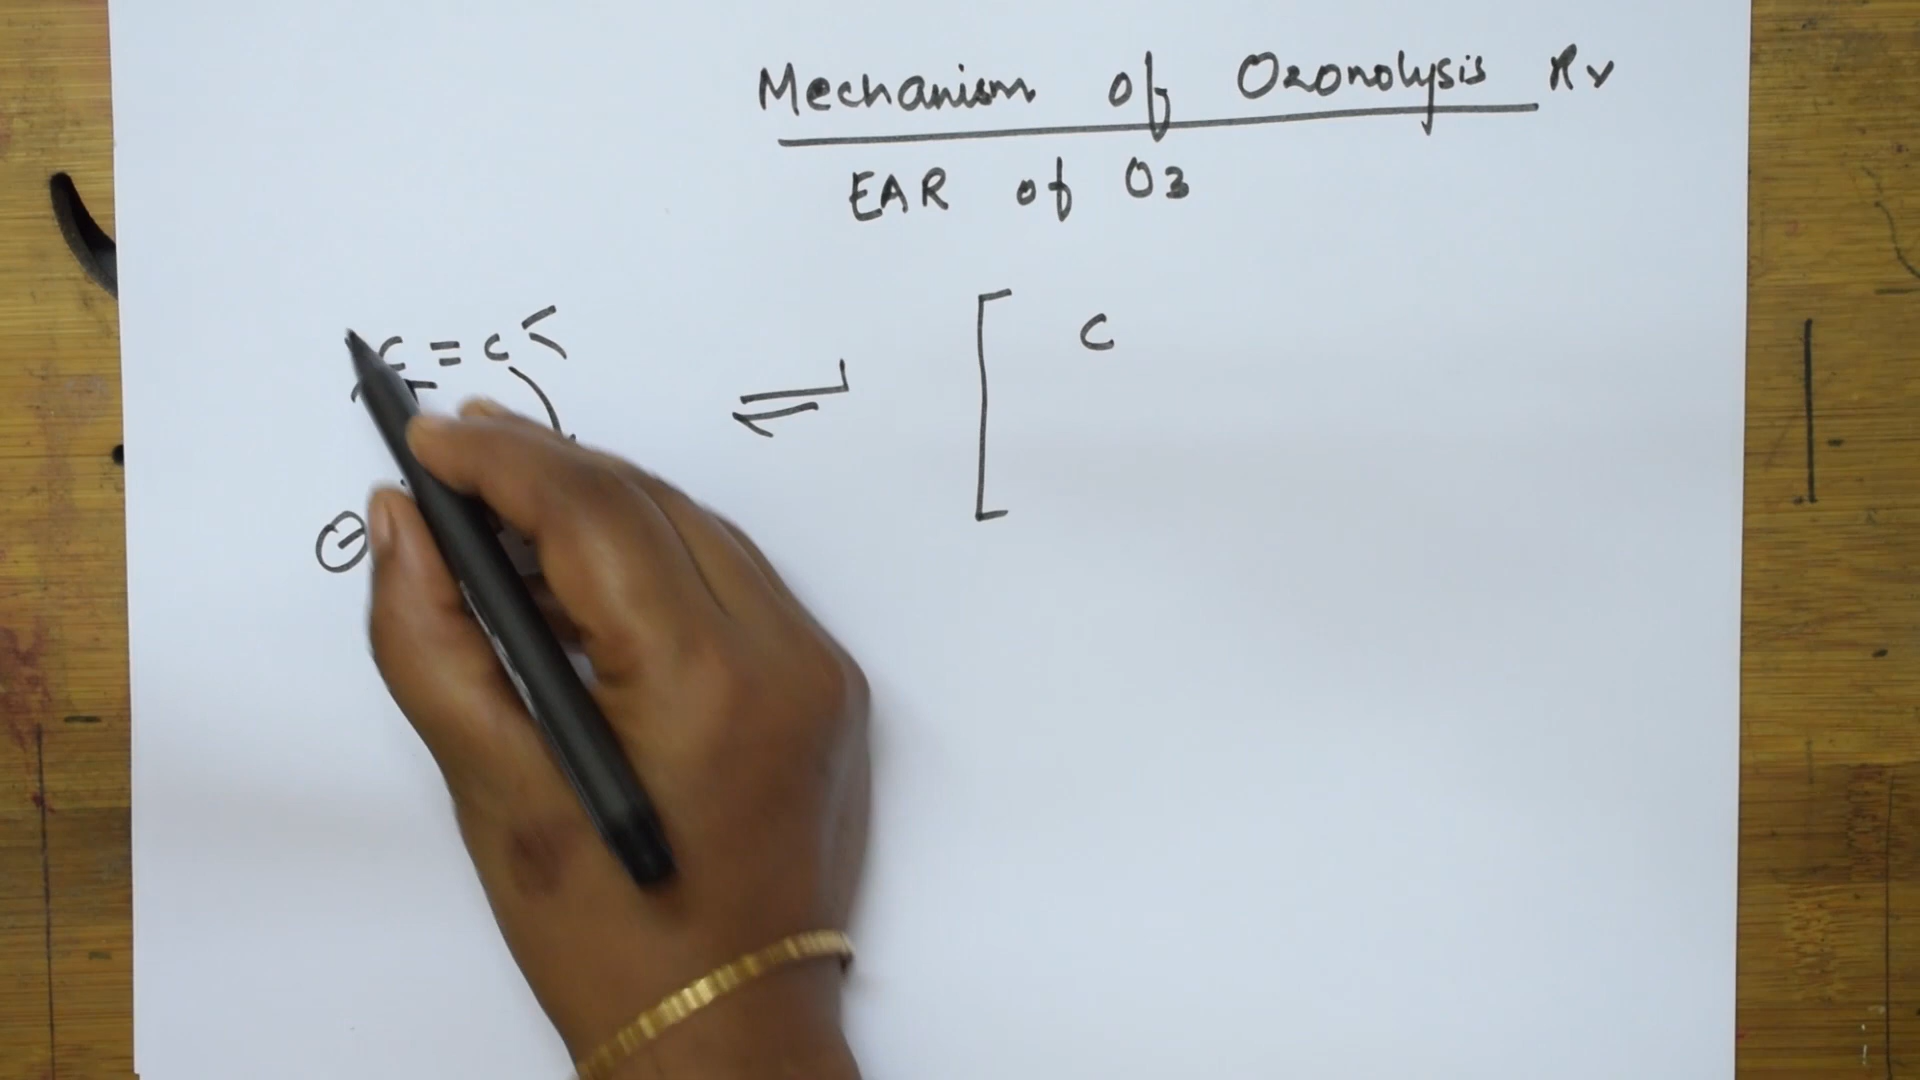 Mechanism of Ozonolysis Rx
EAR of O3
C = C <
⇌ [ C
⊖